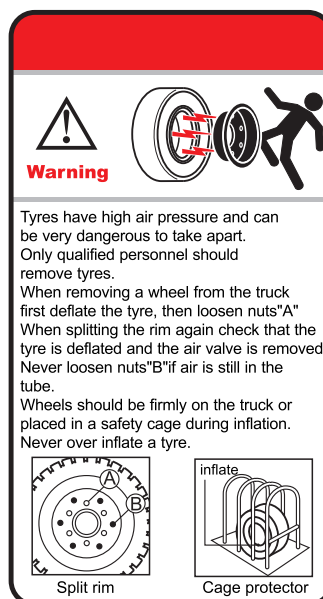 Warning
Tyres have high air pressure and can
be very dangerous to take apart.
Only qualified personnel should
remove tyres.
When removing a wheel from the truck
first deflate the tyre, then loosen nuts"A"
When splitting the rim again check that the
tyre is deflated and the air valve is removed
Never loosen nuts"B"if air is still in the
tube.
Wheels should be firmly on the truck or
placed in a safety cage during inflation.
Never over inflate a tyre.
A
B
inflate
Split rim
Cage protector